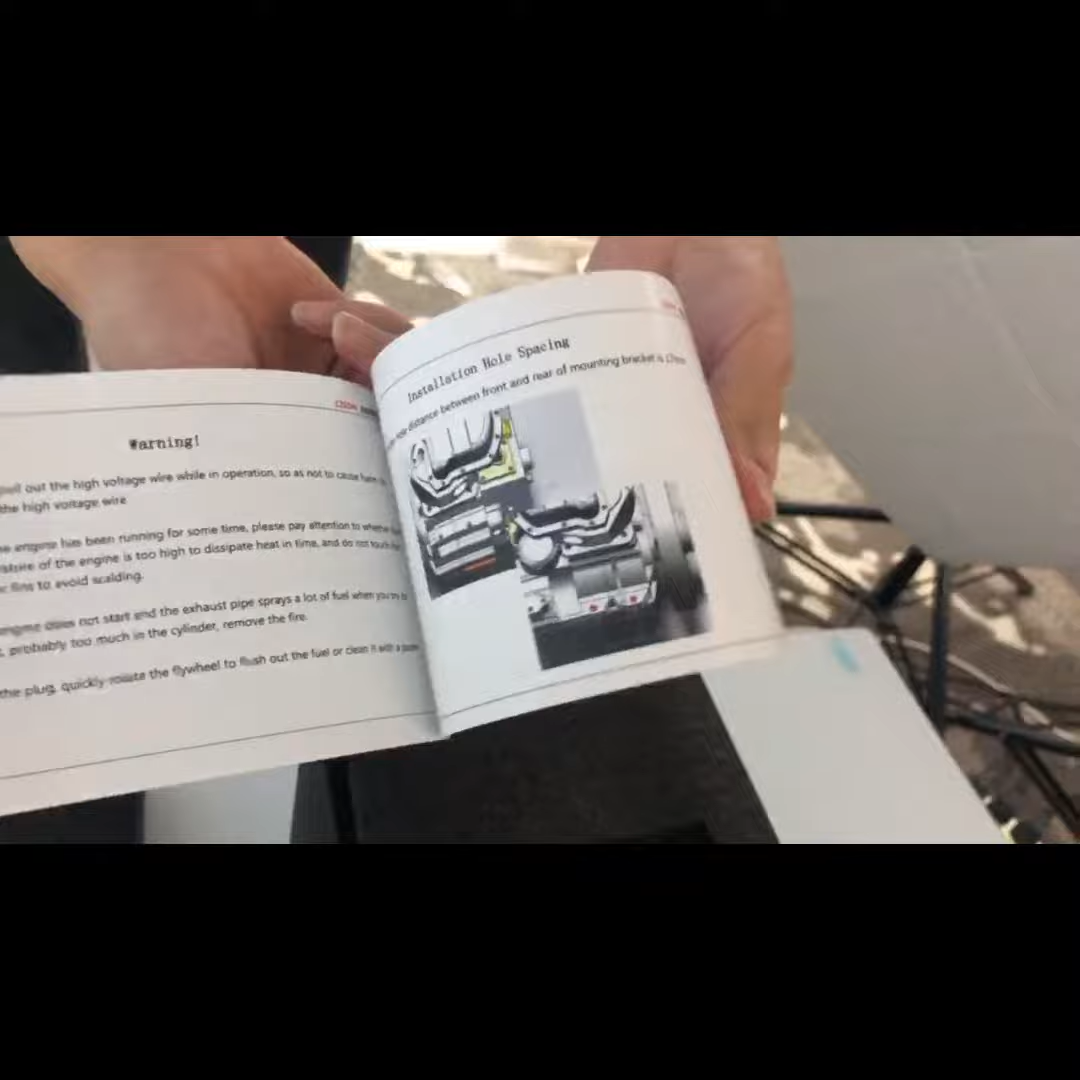 Warning!
out the high voltage wire while in operation, so as not to cause
the high voltage wire
engine has been running for some time, please pay attention to
of the engine is too high to dissipate heat in time, and do not touch
fins to avoid scalding.
engine does not start and the exhaust pipe sprays a lot of fuel when you try to
probably too much in the cylinder, remove the fire.
the plug, quickly rotate the flywheel to flush out the fuel or clean it with a
Installation Hole Spacing
distance between front and rear of mounting bracket is